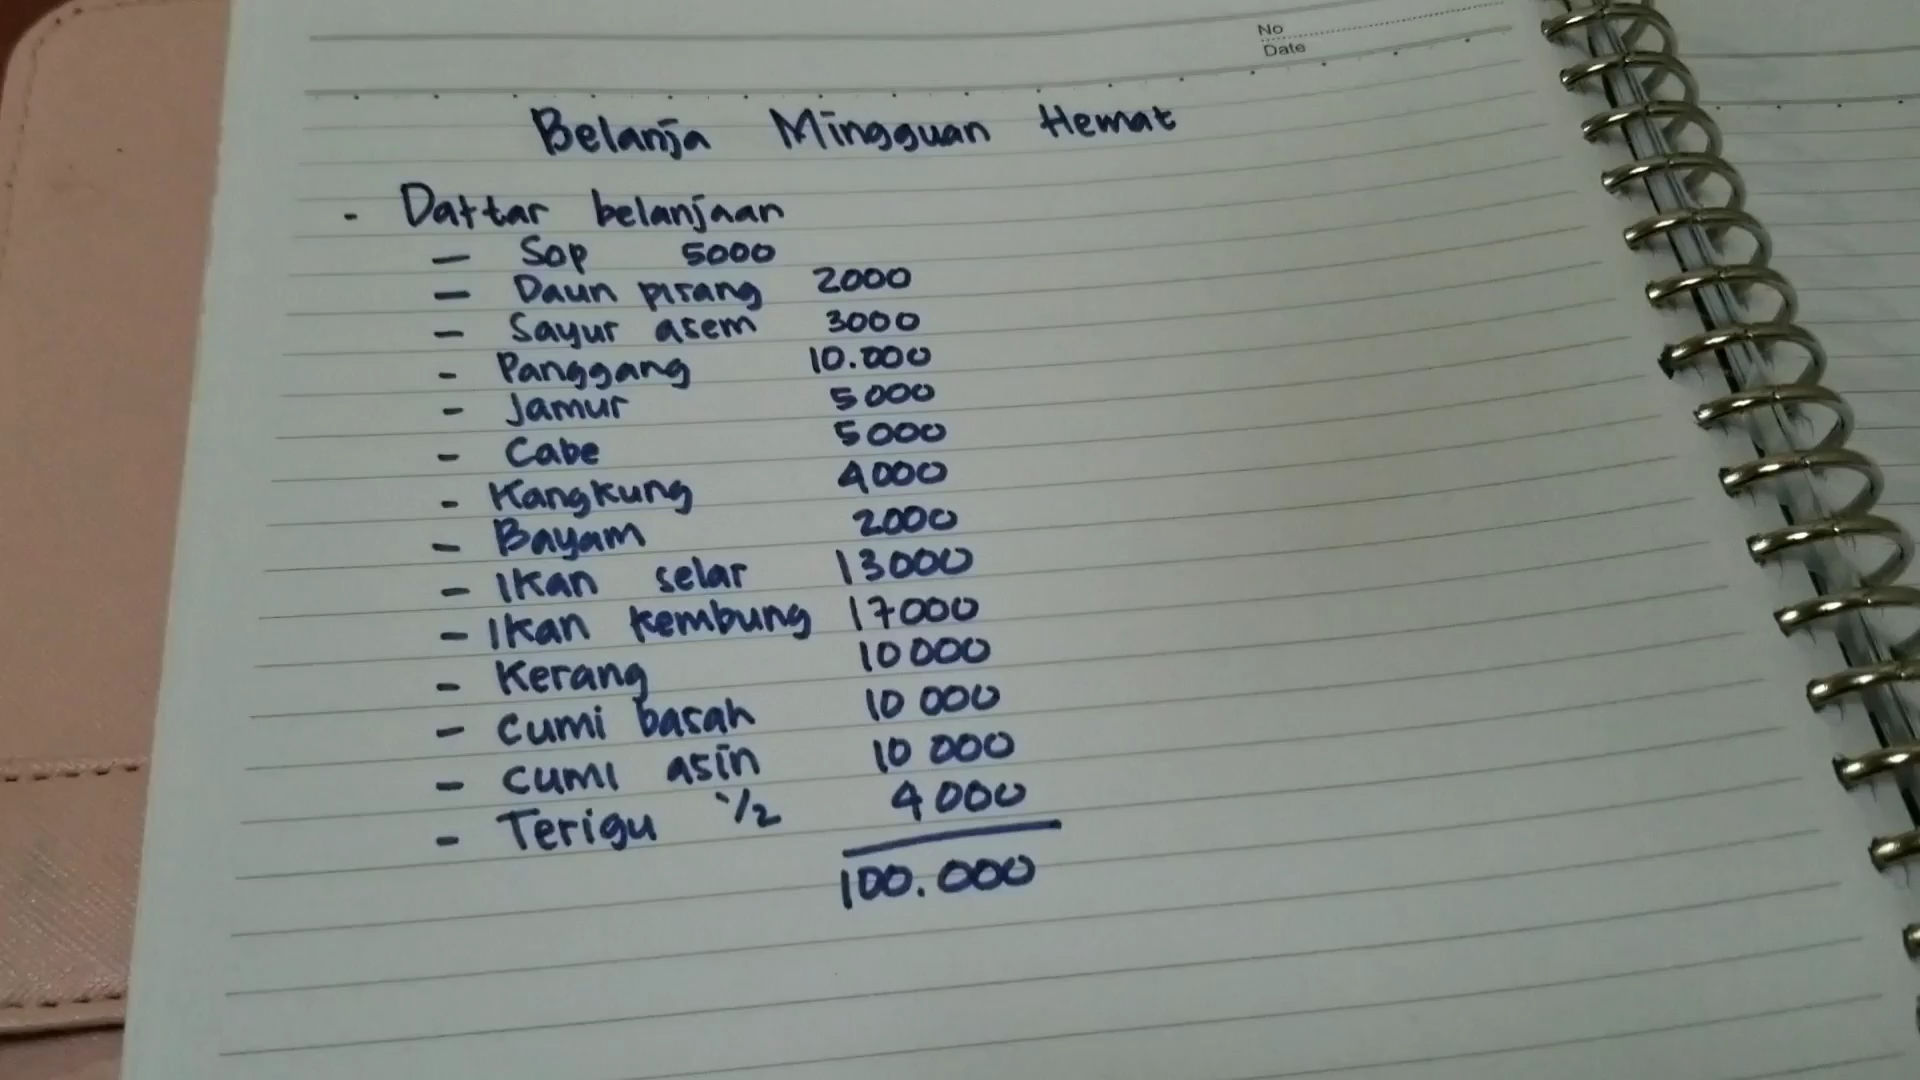 No
Date
Belanja Mingguan Hemat
- Daftar belanjaan
- Sop 5000
- Daun pisang 2000
- Sayur asem 3000
- Panggang 10.000
- Jamur 5000
- Cabe 5000
- Kangkung 4000
- Bayam 2000
- Ikan selar 13000
- Ikan kembung 17000
- Kerang 10000
- Cumi basah 10 000
- Cumi asin 10 000
- Terigu 1/2 4000
100.000